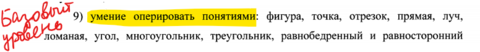 Базовый уровень
9) умение оперировать понятиями: фигура, точка, отрезок, прямая, луч,
ломаная, угол, многоугольник, треугольник, равнобедренный и равносторонний